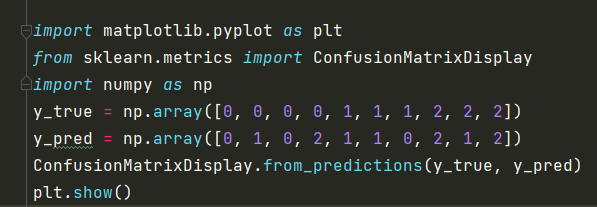 import matplotlib.pyplot as plt
from sklearn.metrics import ConfusionMatrixDisplay
import numpy as np
y_true = np.array([0, 0, 0, 0, 1, 1, 1, 2, 2, 2])
y_pred = np.array([0, 1, 0, 2, 1, 1, 0, 2, 1, 2])
ConfusionMatrixDisplay.from_predictions(y_true, y_pred)
plt.show()